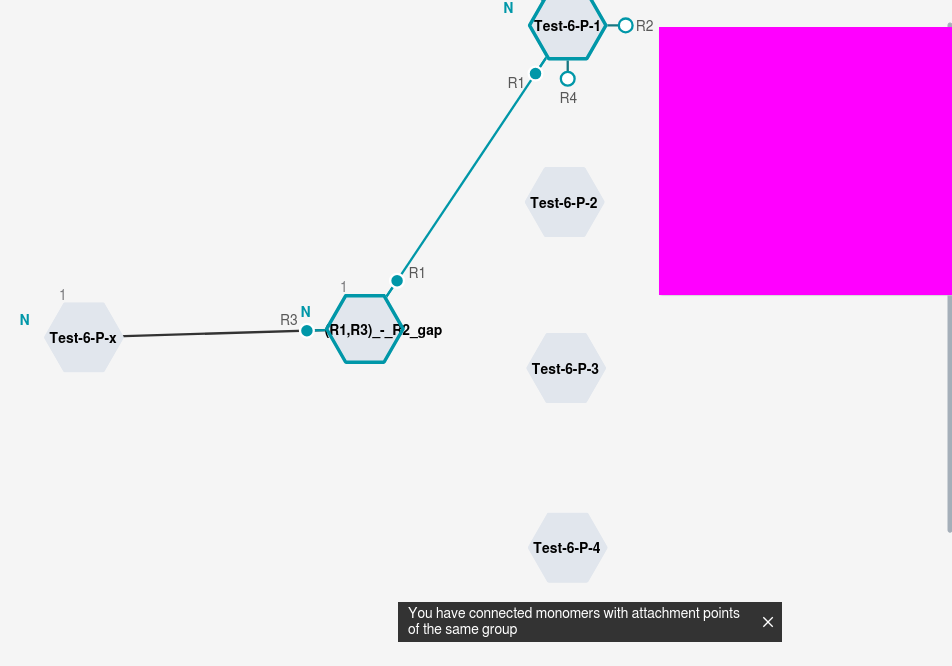 N
Test-6-P-1
R2
R1
R4
Test-6-P-2
R1
1
1
N
R3
N
(R1,R3)_-_R2_gap
Test-6-P-x
Test-6-P-3
Test-6-P-4
You have connected monomers with attachment points
of the same group